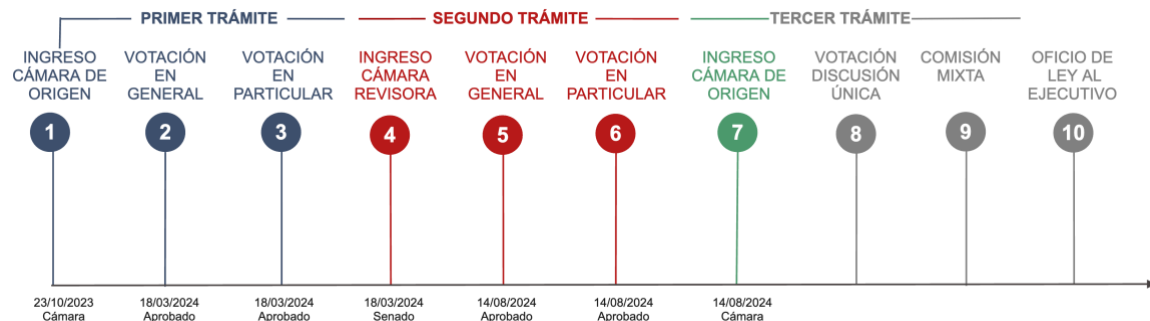 PRIMER TRÁMITE
SEGUNDO TRÁMITE
TERCER TRÁMITE
INGRESO
CÁMARA DE
ORIGEN
VOTACIÓN
EN
GENERAL
VOTACIÓN
EN
PARTICULAR
INGRESO
CÁMARA
REVISORA
VOTACIÓN
EN
GENERAL
VOTACIÓN
EN
PARTICULAR
INGRESO
CÁMARA DE
ORIGEN
VOTACIÓN
DISCUSIÓN
ÚNICA
COMISIÓN
MIXTA
OFICIO DE
LEY AL
EJECUTIVO
1
2
3
4
5
6
7
8
9
10
23/10/2023
Cámara
18/03/2024
Aprobado
18/03/2024
Aprobado
18/03/2024
Senado
14/08/2024
Aprobado
14/08/2024
Aprobado
14/08/2024
Cámara